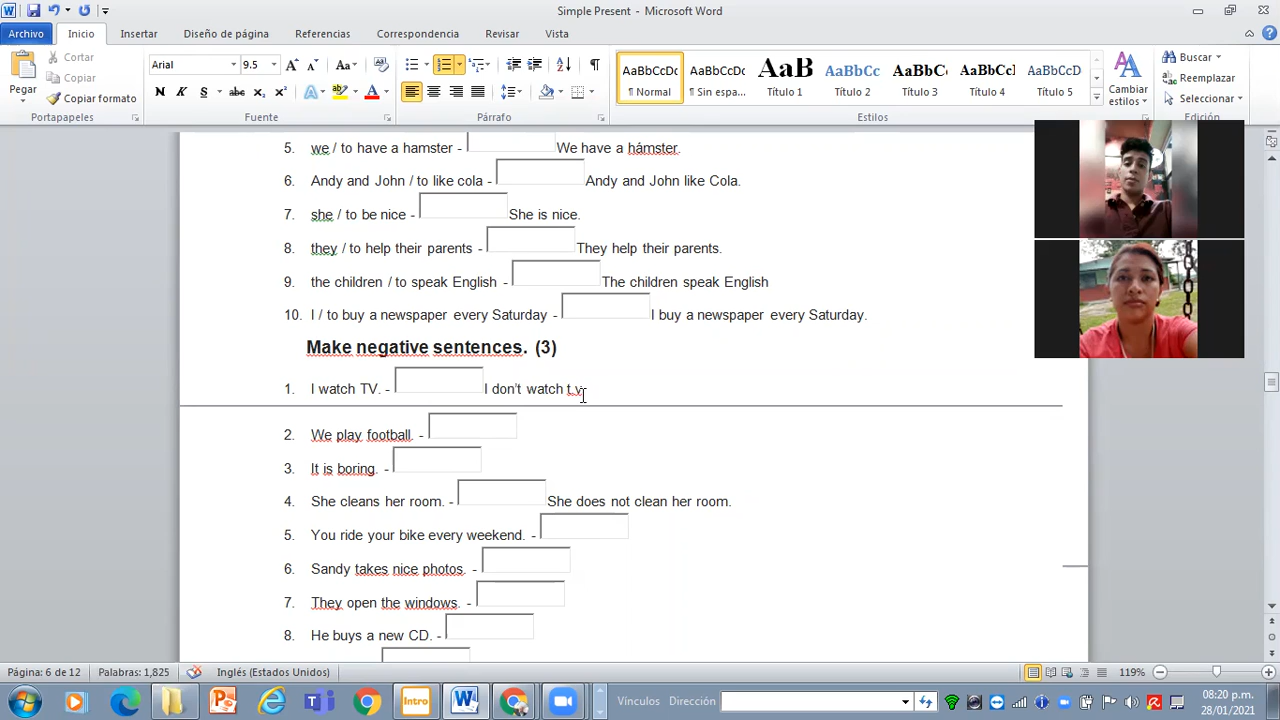 Simple Present - Microsoft Word
Archivo Inicio Insertar Diseño de página Referencias Correspondencia Revisar Vista
Pegar
Cortar
Copiar
Copiar formato
Portapapeles
Arial 9.5
Fuente
Párrafo
AaBbCcDc AaBbCcDc AaB AaBbCc AaBbC AaBbCc AaBbCcD
¶ Normal ¶ Sin espa... Título 1 Título 2 Título 3 Título 4 Título 5
Estilos
Cambiar estilos
Buscar
Reemplazar
Seleccionar
Edición
5. we / to have a hamster - We have a hámster.
6. Andy and John / to like cola - Andy and John like Cola.
7. she / to be nice - She is nice.
8. they / to help their parents - They help their parents.
9. the children / to speak English - The children speak English
10. I / to buy a newspaper every Saturday - I buy a newspaper every Saturday.
Make negative sentences. (3)
1. I watch TV. - I don't watch t.v
2. We play football. -
3. It is boring. -
4. She cleans her room. - She does not clean her room.
5. You ride your bike every weekend. -
6. Sandy takes nice photos. -
7. They open the windows. -
8. He buys a new CD. -
Página: 6 de 12 Palabras: 1,825 Inglés (Estados Unidos) 119%
Intro Vínculos Dirección
08:20 p.m.
28/01/2021